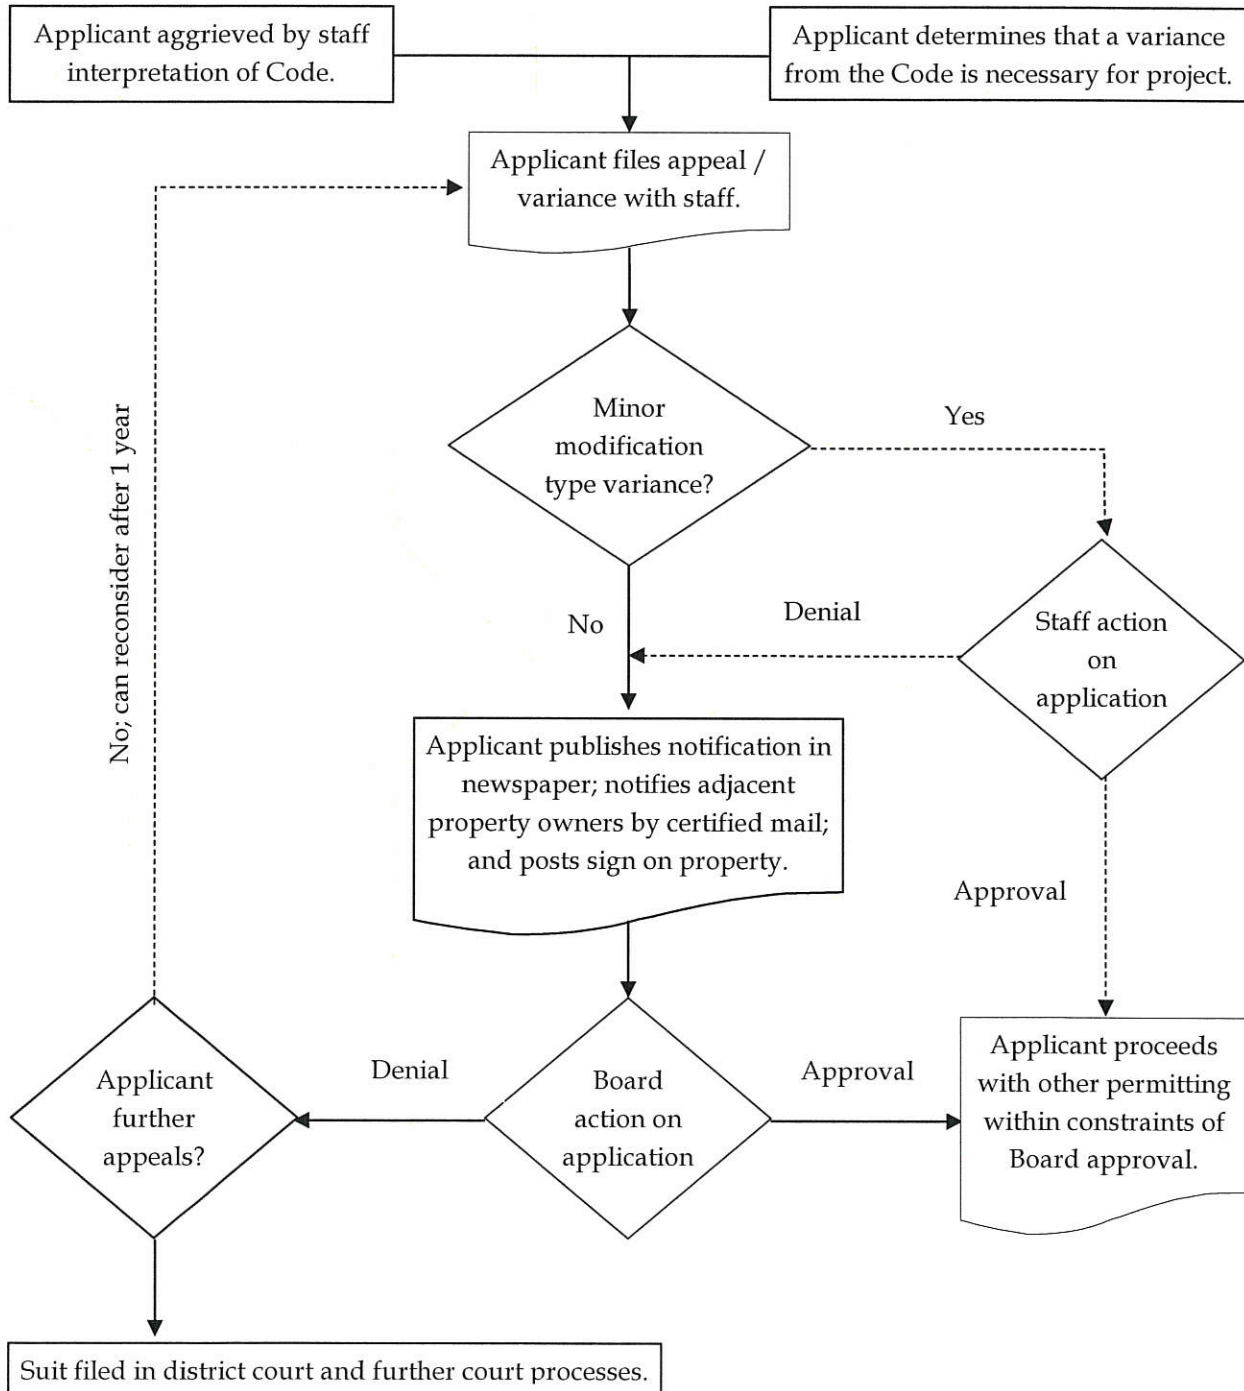 Applicant aggrieved by staff
interpretation of Code.
Applicant determines that a variance
from the Code is necessary for project.
Applicant files appeal /
variance with staff.
Minor
modification
type variance?
Yes
No; can reconsider after 1 year
No
Denial
Staff action
on
application
Applicant publishes notification in
newspaper; notifies adjacent
property owners by certified mail;
and posts sign on property.
Approval
Applicant
further
appeals?
Denial
Board
action on
application
Approval
Applicant proceeds
with other permitting
within constraints of
Board approval.
Suit filed in district court and further court processes.